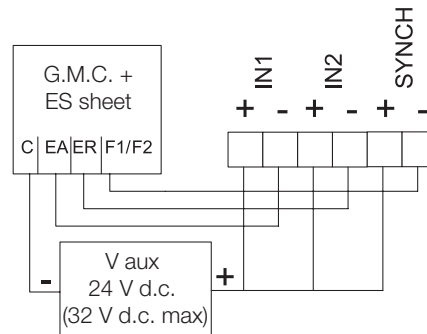 G.M.C. +
ES sheet
C EA ER F1/F2
IN1 IN2 SYNCH
+ - + - + -
- +
V aux
24 V d.c.
(32 V d.c. max)